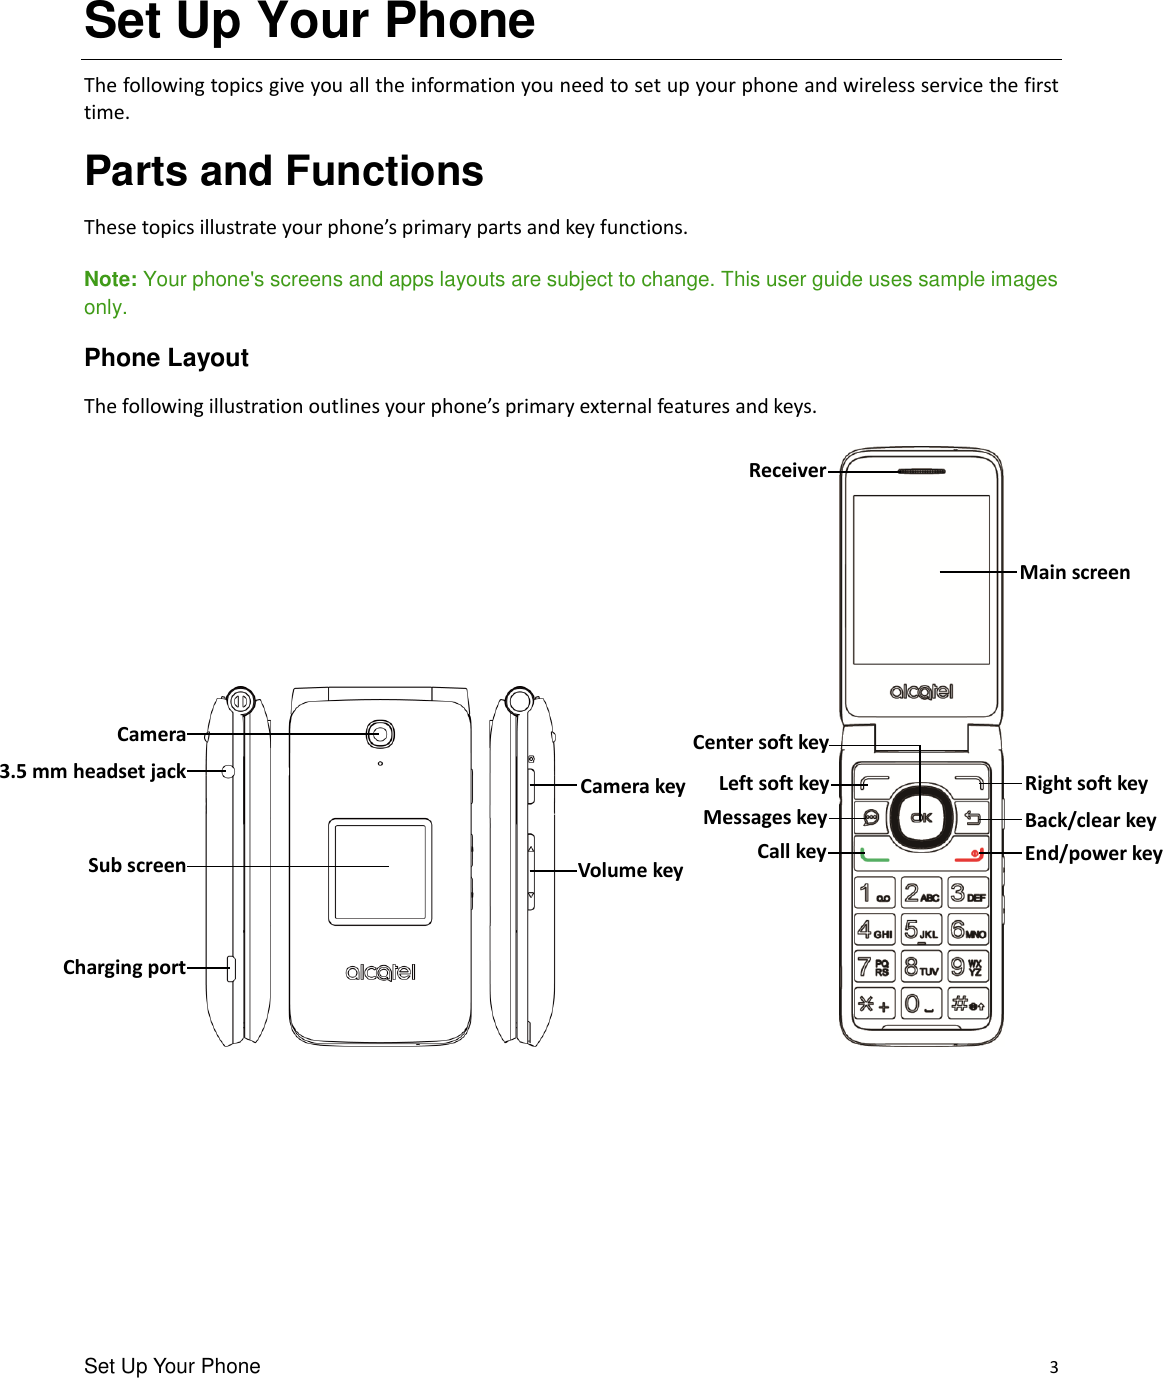 Set Up Your Phone
The following topics give you all the information you need to set up your phone and wireless service the first
time.
Parts and Functions
These topics illustrate your phone’s primary parts and key functions.
Note: Your phone's screens and apps layouts are subject to change. This user guide uses sample images
only.
Phone Layout
The following illustration outlines your phone’s primary external features and keys.
Receiver
Main screen
alcatel
Camera
3.5 mm headset jack
Sub screen
Charging port
alcatel
Camera key
Volume key
Center soft key
Left soft key
Messages key
Call key
Right soft key
Back/clear key
End/power key
OK
1 2 ABC 3 DEF
4 GHI 5 JKL 6 MNO
7 PQRS 8 TUV 9 WXYZ
* + 0 #
Set Up Your Phone 3